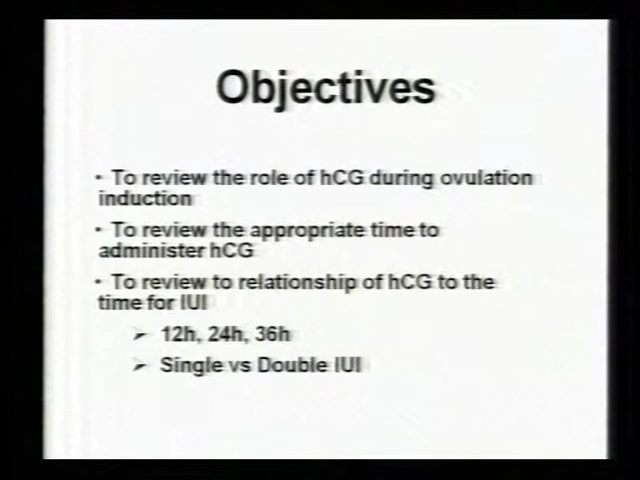 Objectives
• To review the role of hCG during ovulation
induction
• To review the appropriate time to
administer hCG
• To review to relationship of hCG to the
time for IUI
➢ 12h, 24h, 36h
➢ Single vs Double IUI